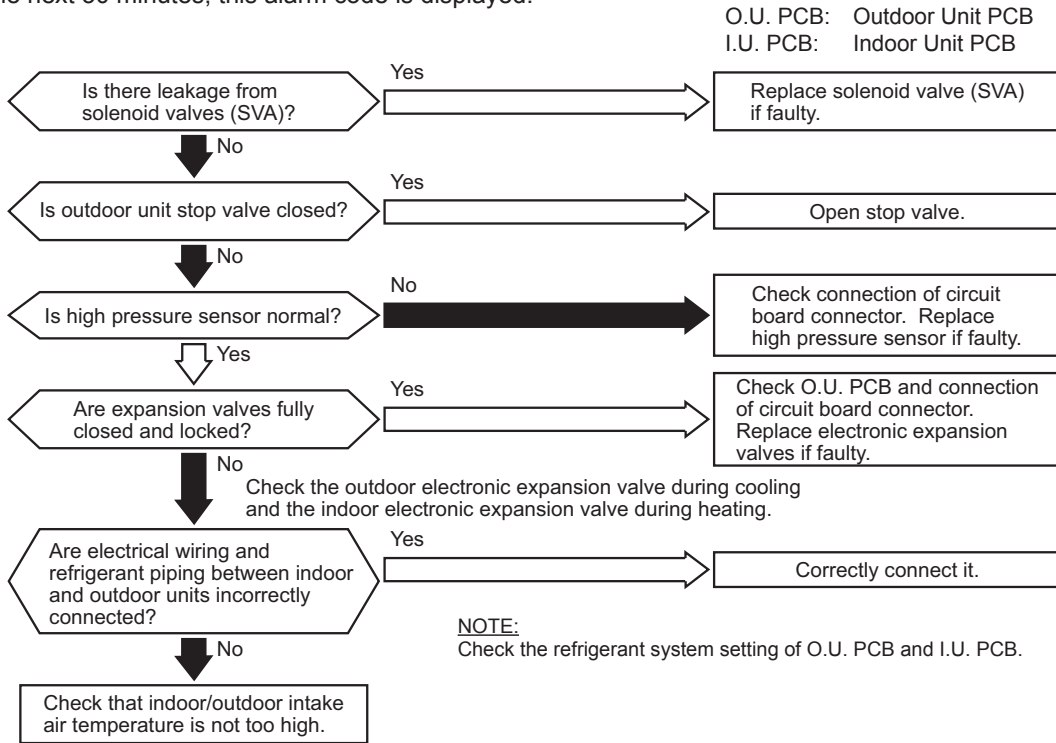 next 30 minutes, this alarm code is displayed.
O.U. PCB: Outdoor Unit PCB
I.U. PCB: Indoor Unit PCB
Is there leakage from
solenoid valves (SVA)?
Yes
Replace solenoid valve (SVA)
if faulty.
No
Is outdoor unit stop valve closed?
Yes
Open stop valve.
No
Is high pressure sensor normal?
No
Check connection of circuit
board connector. Replace
high pressure sensor if faulty.
Yes
Are expansion valves fully
closed and locked?
Yes
Check O.U. PCB and connection
of circuit board connector.
Replace electronic expansion
valves if faulty.
No
Check the outdoor electronic expansion valve during cooling
and the indoor electronic expansion valve during heating.
Are electrical wiring and
refrigerant piping between indoor
and outdoor units incorrectly
connected?
Yes
Correctly connect it.
NOTE:
Check the refrigerant system setting of O.U. PCB and I.U. PCB.
No
Check that indoor/outdoor intake
air temperature is not too high.